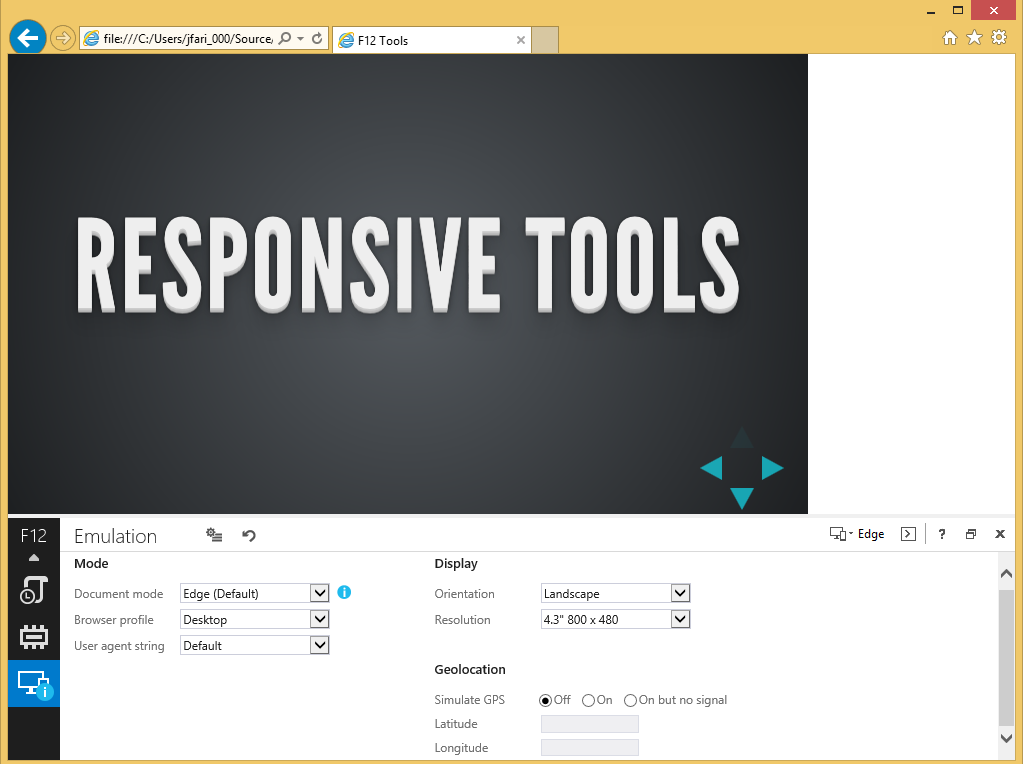 file:///C:/Users/jfari_000/Source/
F12 Tools
RESPONSIVE TOOLS
F12
Emulation
Edge
?
Mode
Display
Document mode Edge (Default)
Orientation Landscape
Browser profile Desktop
Resolution 4.3" 800 x 480
User agent string Default
Geolocation
Simulate GPS Off On On but no signal
Latitude
Longitude